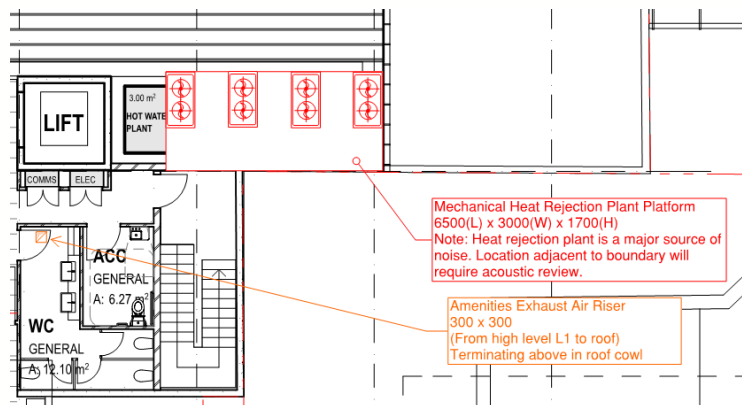 3.00 m²
HOT WATE
PLANT
LIFT
COMMS
ELEC
Mechanical Heat Rejection Plant Platform
6500(L) x 3000(W) x 1700(H)
Note: Heat rejection plant is a major source of
noise. Location adjacent to boundary will
require acoustic review.
ACC
GENERAL
A: 6.27 m²
Amenities Exhaust Air Riser
300 x 300
(From high level L1 to roof)
Terminating above in roof cowl
WC
GENERAL
A: 12.10 m²